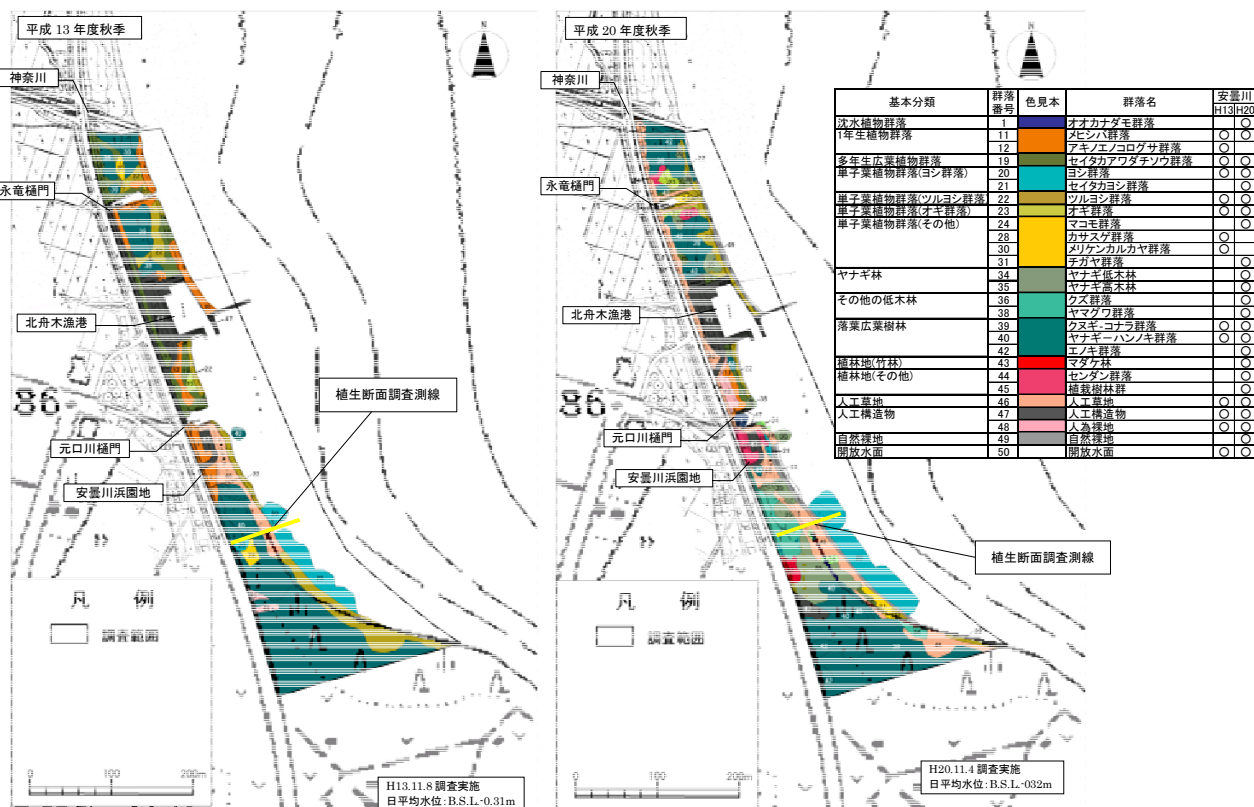 平成 13 年度秋季
N
神奈川
永竜樋門
北舟木漁港
86
植生断面調査測線
元口川樋門
安曇川浜園地
凡 例
調査範囲
0 100 200m
H13.11.8 調査実施
日平均水位:B.S.L.-0.31m
平成 20 年度秋季
N
神奈川
永竜樋門
北舟木漁港
86
元口川樋門
安曇川浜園地
植生断面調査測線
凡 例
調査範囲
0 100 200m
H20.11.4 調査実施
日平均水位:B.S.L.-032m
基本分類 群落番号 色見本 群落名 安曇川 H13 H20
沈水植物群落 1 オオカナダモ群落 ○
1年生植物群落 11 メヒシバ群落 ○ ○
12 アキノエノコログサ群落 ○
多年生広葉植物群落 19 セイタカアワダチソウ群落 ○ ○
単子葉植物群落(ヨシ群落) 20 ヨシ群落 ○ ○
21 セイタカヨシ群落 ○
単子葉植物群落(ツルヨシ群落) 22 ツルヨシ群落 ○ ○
単子葉植物群落(オギ群落) 23 オギ群落 ○ ○
単子葉植物群落(その他) 24 マコモ群落 ○
28 カサスゲ群落 ○
30 メリケンカルカヤ群落 ○
31 チガヤ群落 ○
ヤナギ林 34 ヤナギ低木林 ○
35 ヤナギ高木林 ○
その他の低木林 36 クズ群落 ○
38 ヤマグワ群落 ○
落葉広葉樹林 39 クヌギ-コナラ群落 ○ ○
40 ヤナギーハンノキ群落 ○ ○
42 エノキ群落 ○
植林地(竹林) 43 マダケ林 ○
植林地(その他) 44 センダン群落 ○
45 植栽樹林群 ○
人工草地 46 人工草地 ○ ○
人工構造物 47 人工構造物 ○ ○
48 人為裸地 ○ ○
自然裸地 49 自然裸地 ○
開放水面 50 開放水面 ○ ○